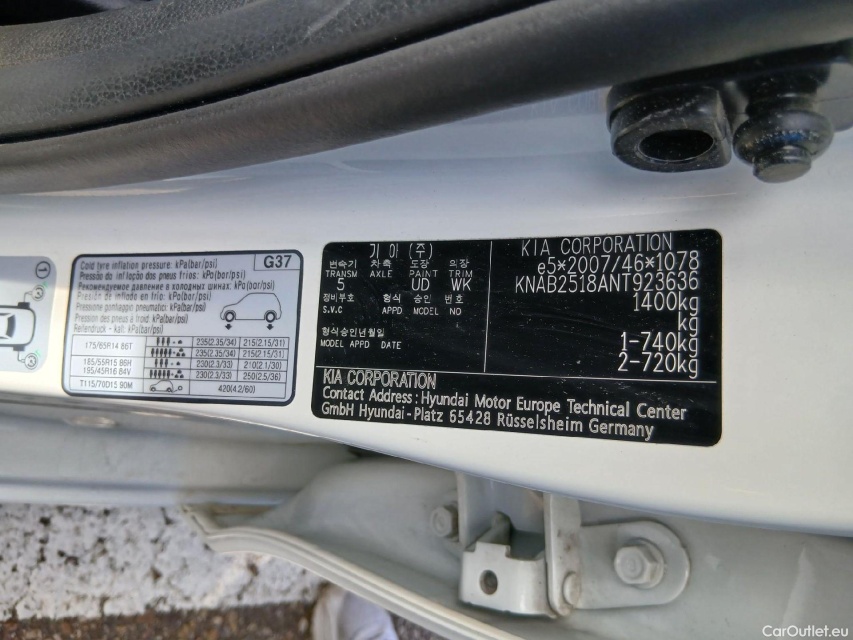 Cold tyre inflation pressure: kPa(bar/psi)
G37
Pressão de inflação dos pneus frios: kPa(bar/psi)
Рекомендуемое давление в холодных шинах: кПа(bar/psi)
Pressione gonfiaggio pneumatici: kPa(bar/psi)
Pression des pneus à froid: kPa(bar/psi)
Reifendruck - kalt: kPa(bar/psi)
175/65R14 86T
235(2.35/34) 215(2.15/31)
235(2.35/34) 215(2.15/31)
185/55R15 86H
195/45R16 84V
230(2.3/33) 210(2.1/30)
230(2.3/33) 250(2.5/36)
T115/70D15 90M
420(4.2/60)
기아 (주)
변속기 차축 도장 의장
TRANSM AXLE PAINT TRIM
5 UD WK
정비부호 형식 승인 번호
S.V.C APPD MODEL NO
형식승인년월일
MODEL APPD DATE
KIA CORPORATION
e5*2007/46*1078
KNAB2518ANT923636
1400kg
kg
1-740kg
2-720kg
KIA CORPORATION
Contact Address : Hyundai Motor Europe Technical Center
GmbH Hyundai-Platz 65428 Rüsselsheim Germany
CarOutlet.eu